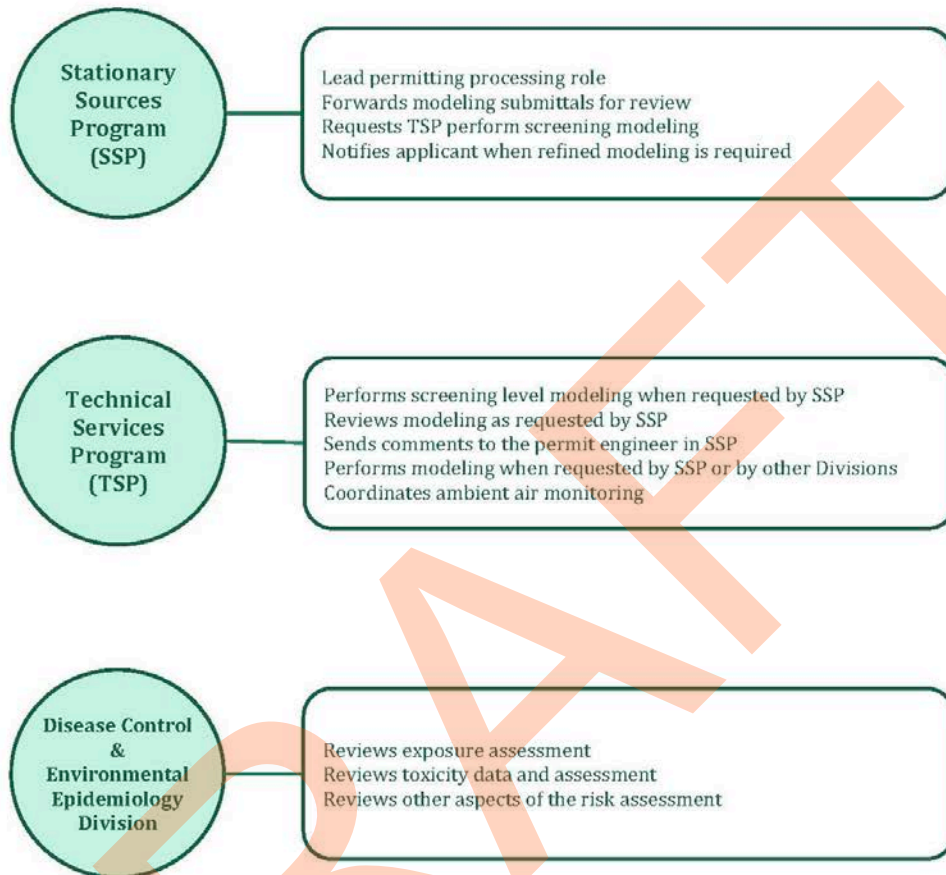 Stationary
Sources
Program
(SSP)
Lead permitting processing role
Forwards modeling submittals for review
Requests TSP perform screening modeling
Notifies applicant when refined modeling is required
Technical
Services
Program
(TSP)
Performs screening level modeling when requested by SSP
Reviews modeling as requested by SSP
Sends comments to the permit engineer in SSP
Performs modeling when requested by SSP or by other Divisions
Coordinates ambient air monitoring
Disease Control
&
Environmental
Epidemiology
Division
Reviews exposure assessment
Reviews toxicity data and assessment
Reviews other aspects of the risk assessment
RAFT